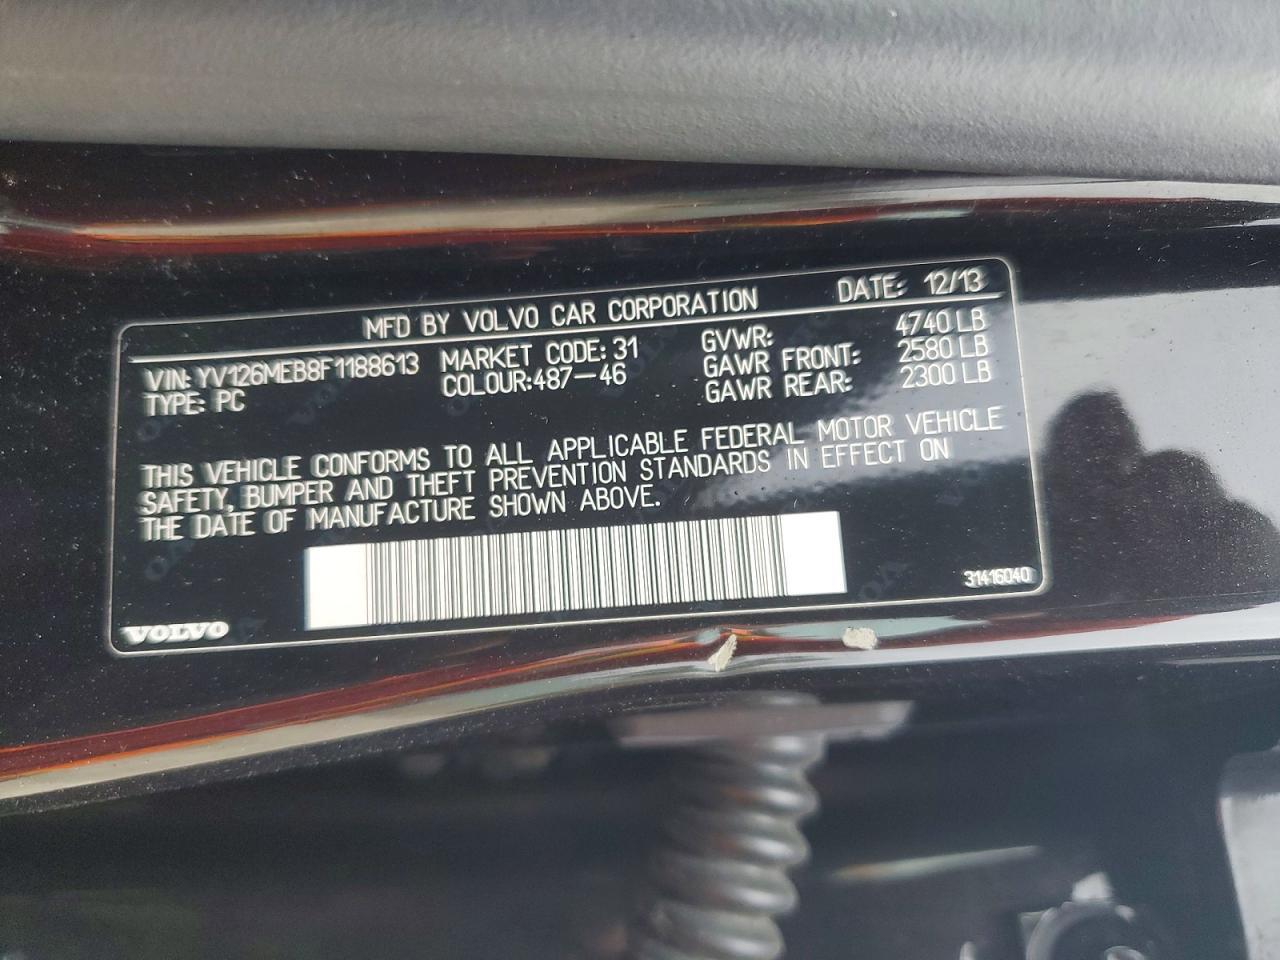 MFD BY VOLVO CAR CORPORATION DATE: 12/13
VIN: YV126MEB8F1188613 MARKET CODE: 31 GVWR: 4740 LB
TYPE: PC COLOUR:487-46 GAWR FRONT: 2580 LB
GAWR REAR: 2300 LB
THIS VEHICLE CONFORMS TO ALL APPLICABLE FEDERAL MOTOR VEHICLE
SAFETY, BUMPER AND THEFT PREVENTION STANDARDS IN EFFECT ON
THE DATE OF MANUFACTURE SHOWN ABOVE.
31416040
VOLVO